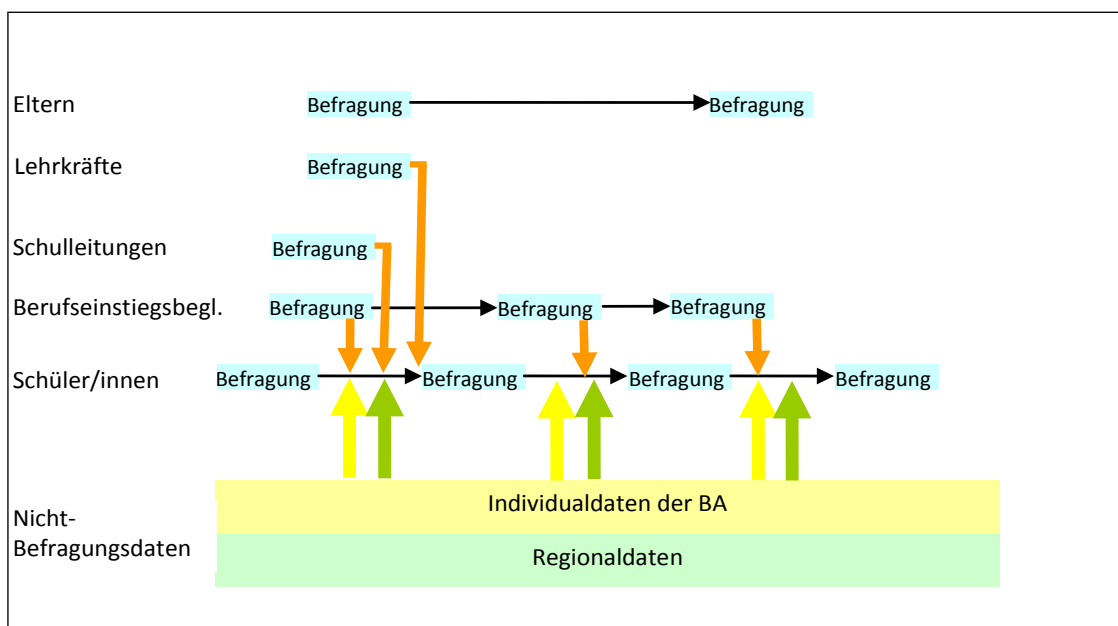 Eltern Befragung Befragung
Lehrkräfte Befragung
Schulleitungen Befragung
Berufseinstiegsbegl. Befragung Befragung Befragung
Schüler/innen Befragung Befragung Befragung Befragung
Individualdaten der BA
Nicht-
Befragungsdaten
Regionaldaten